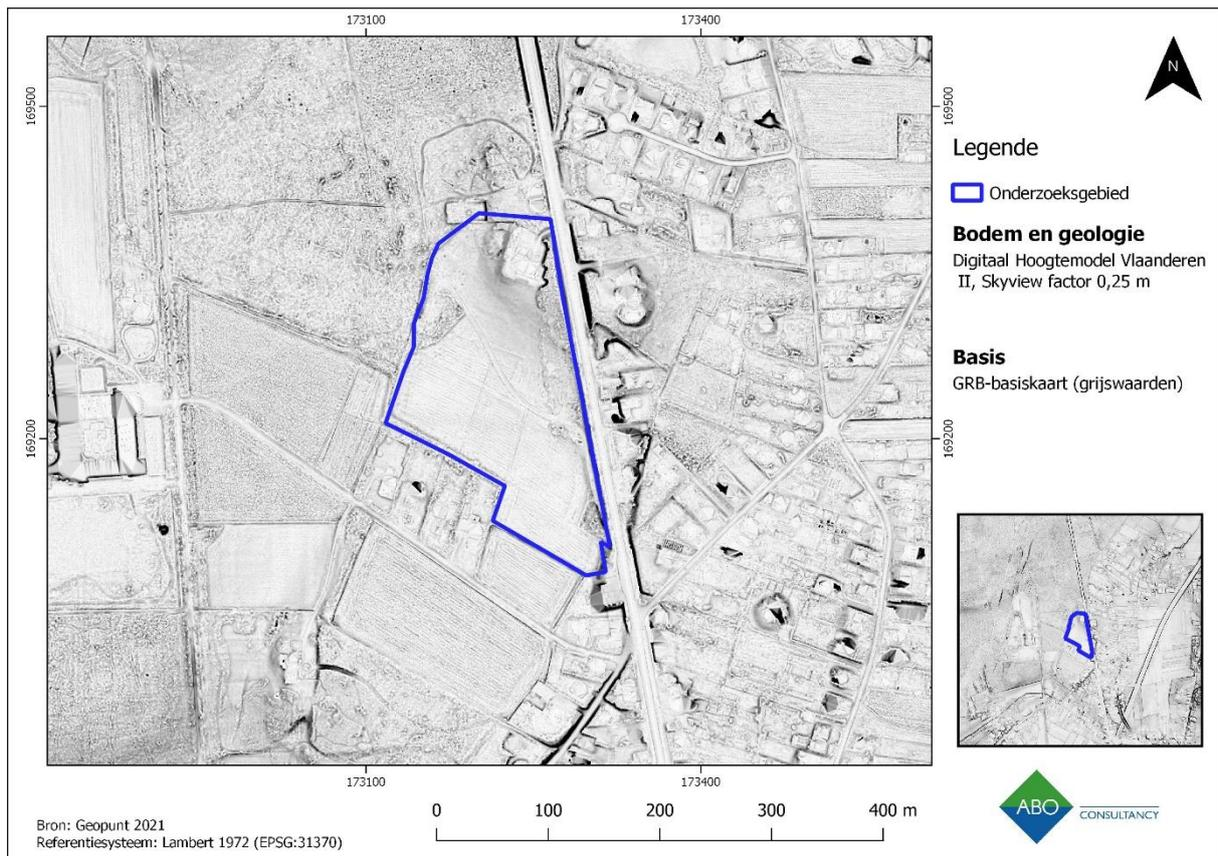 173100
173400
169500
169500
N
Legende
Onderzoeksgebied
Bodem en geologie
Digitaal Hoogtemodel Vlaanderen
II, Skyview factor 0,25 m
Basis
GRB-basiskaart (grijswaarden)
169200
169200
173100
173400
Bron: Geopunt 2021
Referentiesysteem: Lambert 1972 (EPSG:31370)
0 100 200 300 400 m
ABO
CONSULTANCY